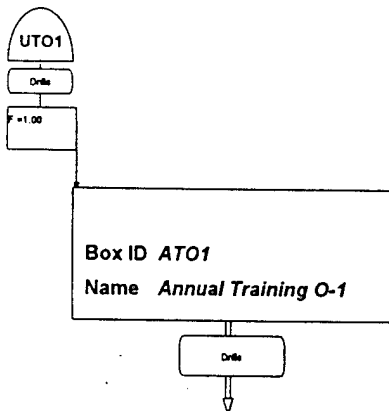 UTO1
Drills
F =1.00
Box ID ATO1
Name Annual Training O-1
Drills